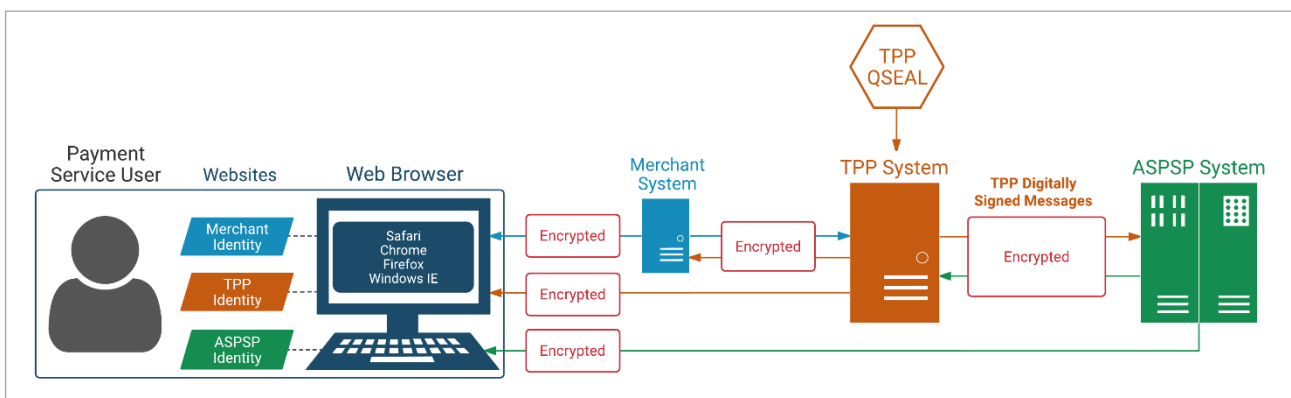 TPP
QSEAL
Payment
Service User
Websites
Web Browser
Merchant
System
TPP System
ASPSP System
TPP Digitally
Signed Messages
Merchant
Identity
TPP
Identity
ASPSP
Identity
Safari
Chrome
Firefox
Windows IE
Encrypted
Encrypted
Encrypted
Encrypted
Encrypted